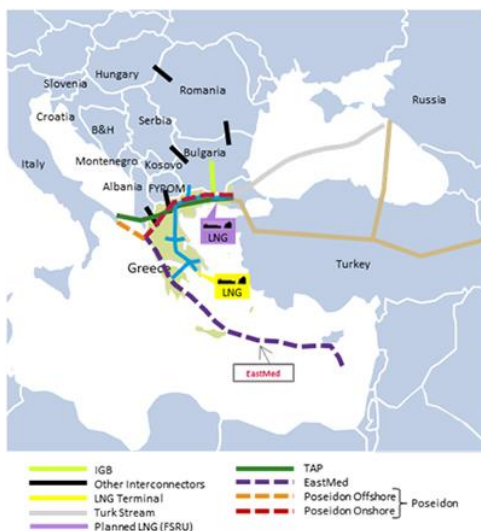 Hungary
Slovenia
Romania
Russia
Croatia
B&H
Serbia
Italy
Montenegro
Kosovo
Bulgaria
Albania
FYROM
LNG
Greec
Turkey
LNG
EastMed
IGB
Other Interconnectors
LNG Terminal
Turk Stream
Planned LNG (FSRU)
TAP
EastMed
Poseidon Offshore
Poseidon Onshore
Poseidon